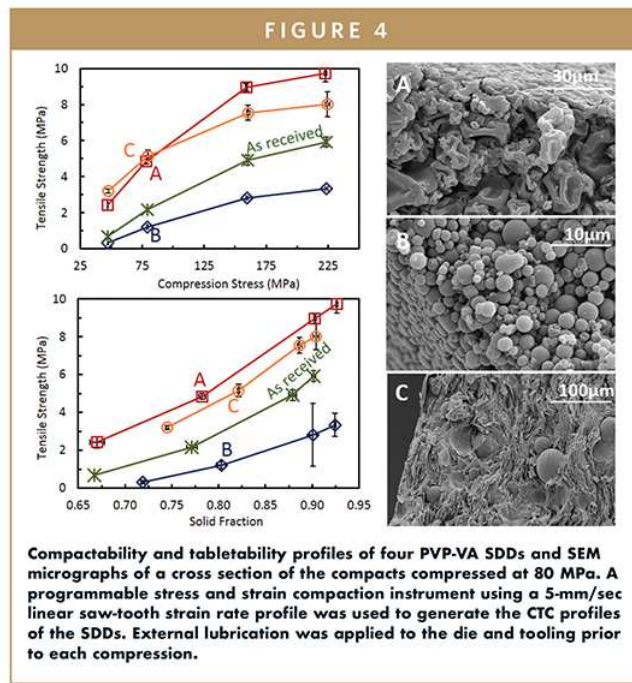 FIGURE 4
10
8
6
4
2
0
Tensile Strength (MPa)
C
A
As received
B
25
75
125
175
225
Compression Stress (MPa)
10
8
6
4
2
0
Tensile Strength (MPa)
A
C
As received
B
0.65
0.70
0.75
0.80
0.85
0.90
0.95
Solid Fraction
A
30µm
B
10µm
C
100µm
Compactability and tabletability profiles of four PVP-VA SDDs and SEM
micrographs of a cross section of the compacts compressed at 80 MPa. A
programmable stress and strain compaction instrument using a 5-mm/sec
linear saw-tooth strain rate profile was used to generate the CTC profiles
of the SDDs. External lubrication was applied to the die and tooling prior
to each compression.